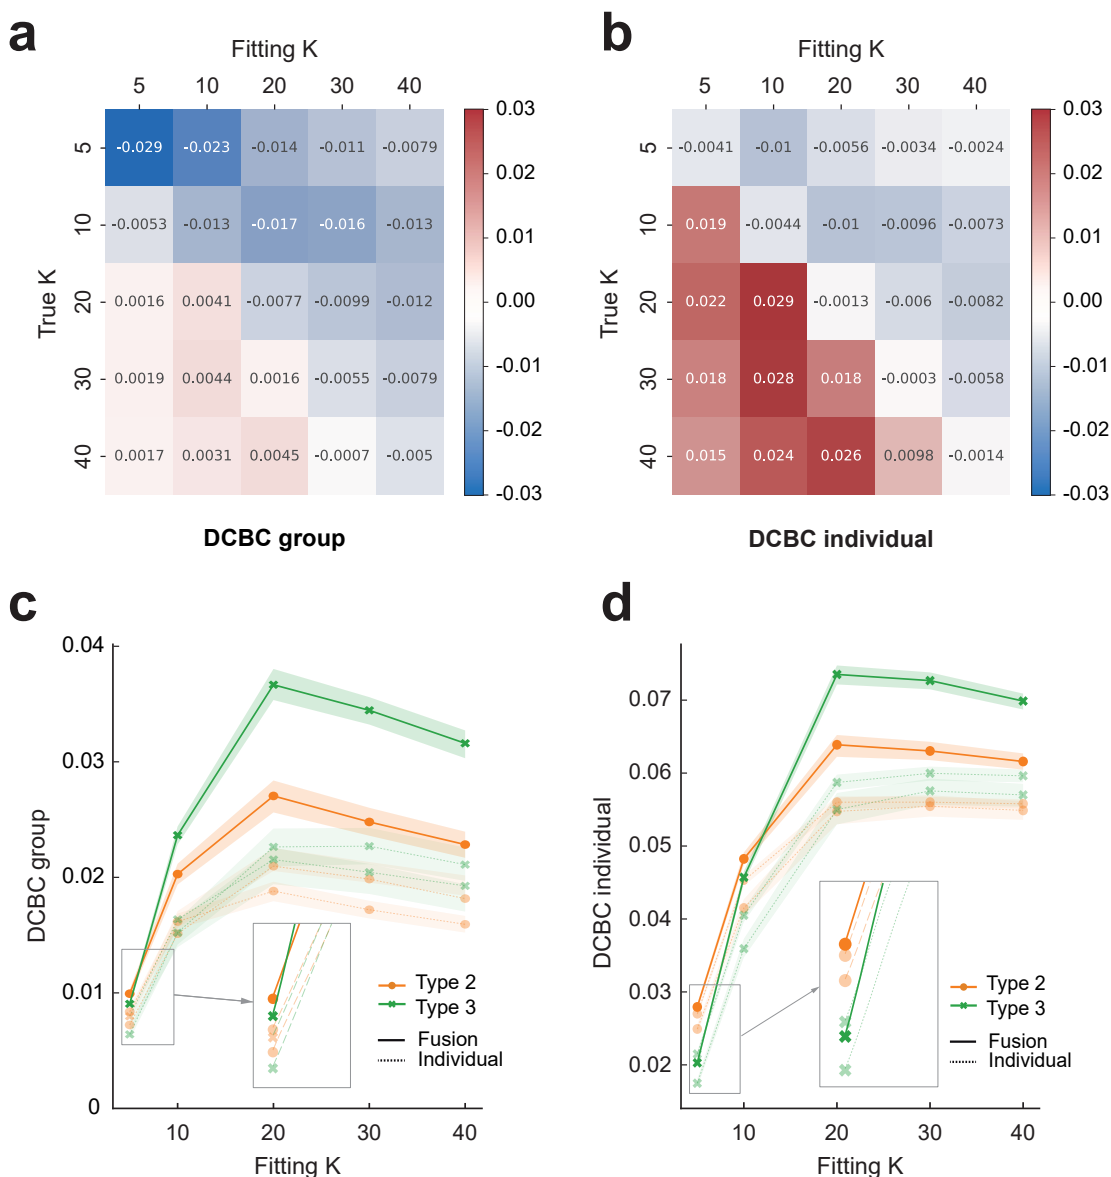 a
Fitting K
5 10 20 30 40
True K
5 -0.029 -0.023 -0.014 -0.011 -0.0079
10 -0.0053 -0.013 -0.017 -0.016 -0.013
20 0.0016 0.0041 -0.0077 -0.0099 -0.012
30 0.0019 0.0044 0.0016 -0.0055 -0.0079
40 0.0017 0.0031 0.0045 -0.0007 -0.005
0.03
0.02
0.01
0.00
-0.01
-0.02
-0.03
DCBC group
b
Fitting K
5 10 20 30 40
True K
5 -0.0041 -0.01 -0.0056 -0.0034 -0.0024
10 0.019 -0.0044 -0.01 -0.0096 -0.0073
20 0.022 0.029 -0.0013 -0.006 -0.0082
30 0.018 0.028 0.018 -0.0003 -0.0058
40 0.015 0.024 0.026 0.0098 -0.0014
0.03
0.02
0.01
0.00
-0.01
-0.02
-0.03
DCBC individual
c
DCBC group
0.04
0.03
0.02
0.01
0
Type 2
Type 3
Fusion
Individual
10 20 30 40
Fitting K
d
DCBC individual
0.07
0.06
0.05
0.04
0.03
0.02
Type 2
Type 3
Fusion
Individual
10 20 30 40
Fitting K